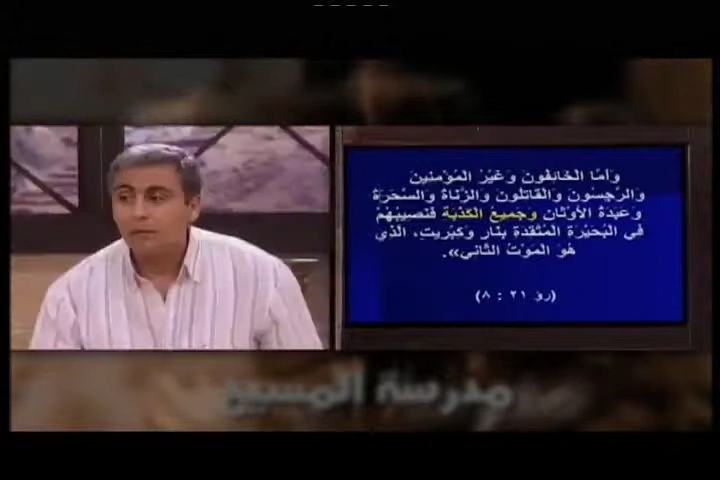 وَأَمَّا الْخَائِفُونَ وَغَيْرُ الْمُؤْمِنِينَ
وَالرَّجِسُونَ وَالْقَاتِلُونَ وَالزُّنَاةُ وَالسَّحَرَةُ
وَعَبَدَةُ الأَوْثَانِ وَجَمِيعُ الْكَذَبَةِ فَنَصِيبُهُمْ
فِي الْبُحَيْرَةِ الْمُتَّقِدَةِ بِنَارٍ وَكِبْرِيتٍ، الَّذِي
هُوَ الْمَوْتُ الثَّانِي».
(رؤ ٢١ : ٨)
مدرسة المسيح